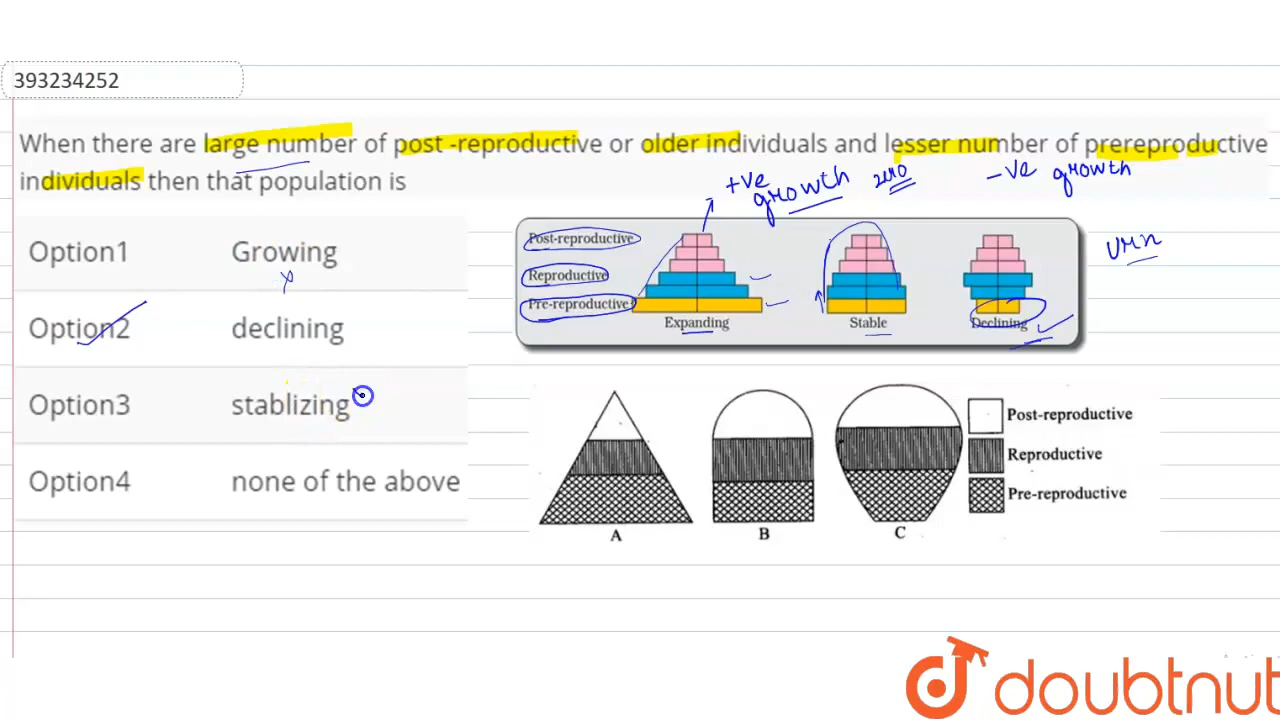 393234252
When there are large number of post -reproductive or older individuals and lesser number of prereproductive
individuals then that population is
+ve growth
zero
-ve growth
urn
Option1 Growing
x
Option2 declining
Option3 stablizing
Option4 none of the above
Post-reproductive
Reproductive
Pre-reproductive
Expanding Stable Declining
Post-reproductive
Reproductive
Pre-reproductive
A B C
doubtnut